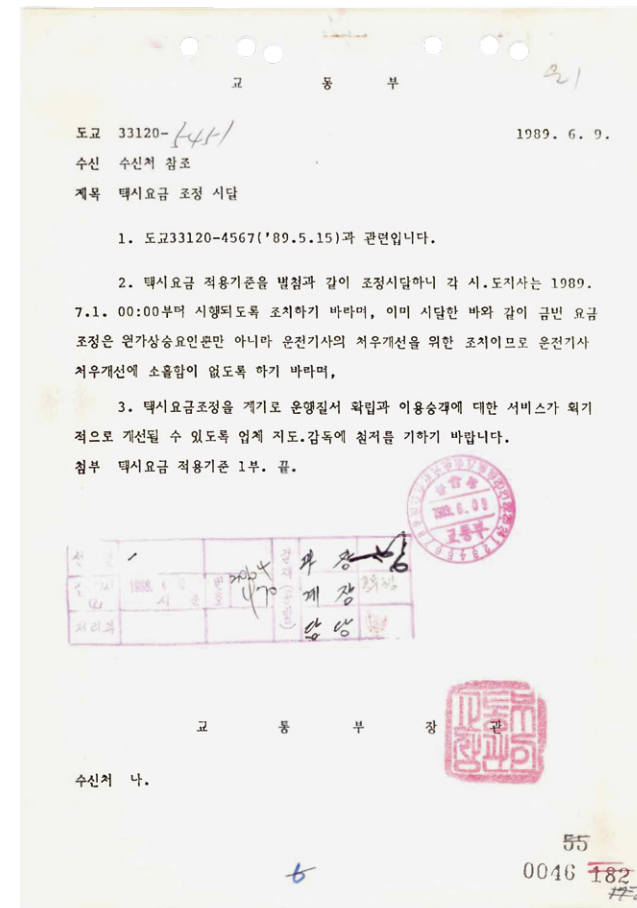 교 통 부
도교 33120-5451
1989. 6. 9.
수신 수신처 참조
제목 택시요금 조정 시달
1. 도교33120-4567('89.5.15)과 관련입니다.
2. 택시요금 적용기준을 별첨과 같이 조정시달하니 각 시.도지사는 1989.
7.1. 00:00부터 시행되도록 조치하기 바라며, 이미 시달한 바와 같이 금번 요금
조정은 원가상승요인뿐만 아니라 운전기사의 처우개선을 위한 조치이므로 운전기사
처우개선에 소홀함이 없도록 하기 바라며,
3. 택시요금조정을 계기로 운행질서 확립과 이용승객에 대한 서비스가 획기
적으로 개선될 수 있도록 업체 지도.감독에 철저를 기하기 바랍니다.
첨부 택시요금 적용기준 1부. 끝.
1989.6.09
교통부
과 장
계 장
담 당
처리과
교 통 부 장 관
수신처 나.
55
0046 182
6